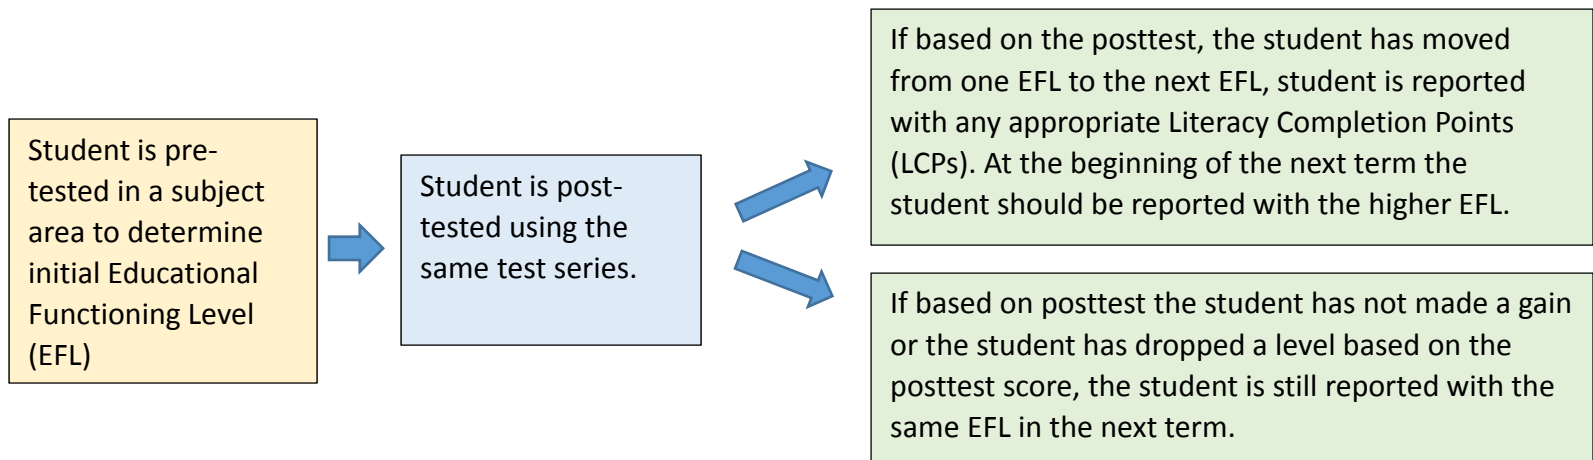 Student is pre-
tested in a subject
area to determine
initial Educational
Functioning Level
(EFL)
Student is post-
tested using the
same test series.
If based on the posttest, the student has moved
from one EFL to the next EFL, student is reported
with any appropriate Literacy Completion Points
(LCPs). At the beginning of the next term the
student should be reported with the higher EFL.
If based on posttest the student has not made a gain
or the student has dropped a level based on the
posttest score, the student is still reported with the
same EFL in the next term.